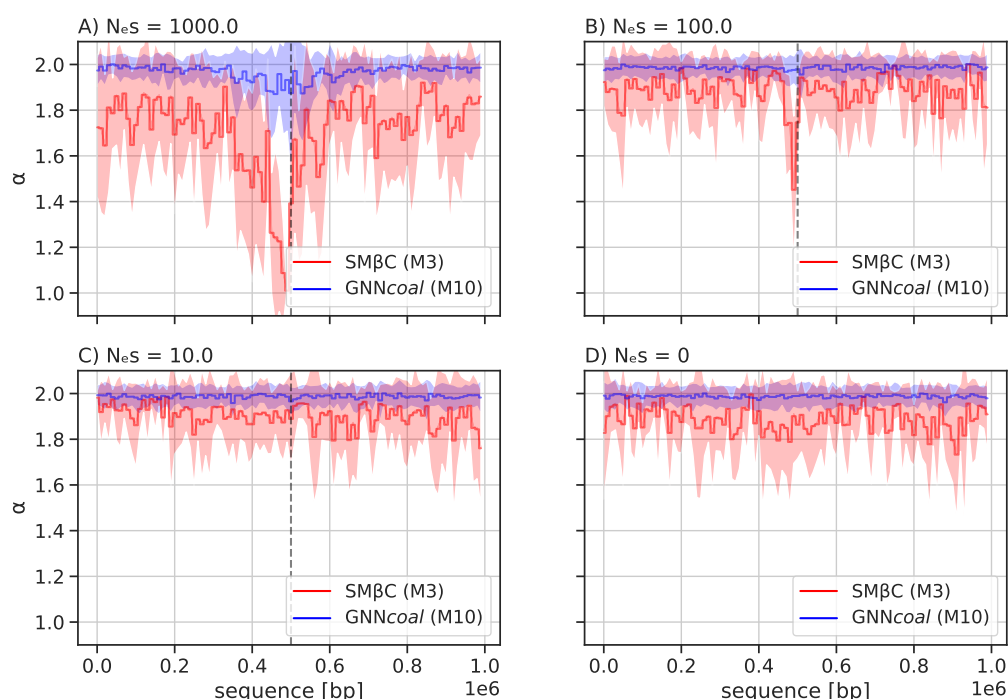 A) Nₑs = 1000.0
B) Nₑs = 100.0
α
2.0
1.8
1.6
1.4
1.2
1.0
SMβC (M3)
GNNcoal (M10)
SMβC (M3)
GNNcoal (M10)
C) Nₑs = 10.0
D) Nₑs = 0
α
2.0
1.8
1.6
1.4
1.2
1.0
SMβC (M3)
GNNcoal (M10)
SMβC (M3)
GNNcoal (M10)
0.0 0.2 0.4 0.6 0.8 1.0
0.0 0.2 0.4 0.6 0.8 1.0
sequence [bp]
1e6
sequence [bp]
1e6